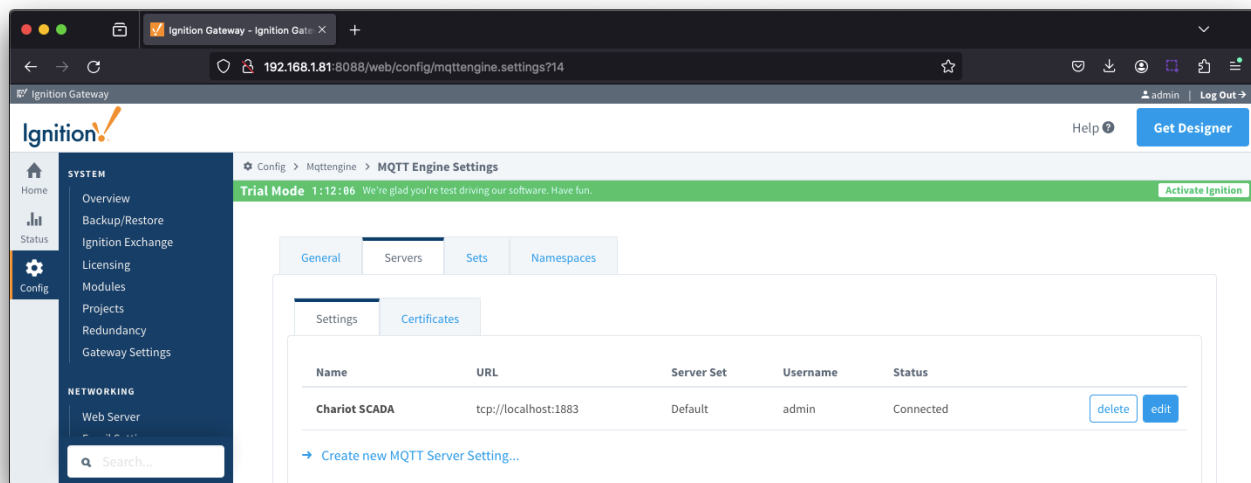 Ignition Gateway - Ignition Gate
192.168.1.81:8088/web/config/mqttengine.settings?14
Ignition Gateway
admin | Log Out
Ignition!
Help
Get Designer
Home
Status
Config
SYSTEM
Overview
Backup/Restore
Ignition Exchange
Licensing
Modules
Projects
Redundancy
Gateway Settings
NETWORKING
Web Server
Search...
Config > Mqttengine > MQTT Engine Settings
Trial Mode 1:12:06 We're glad you're test driving our software. Have fun.
Activate Ignition
General Servers Sets Namespaces
Settings Certificates
Name URL Server Set Username Status
Chariot SCADA tcp://localhost:1883 Default admin Connected delete edit
→ Create new MQTT Server Setting...